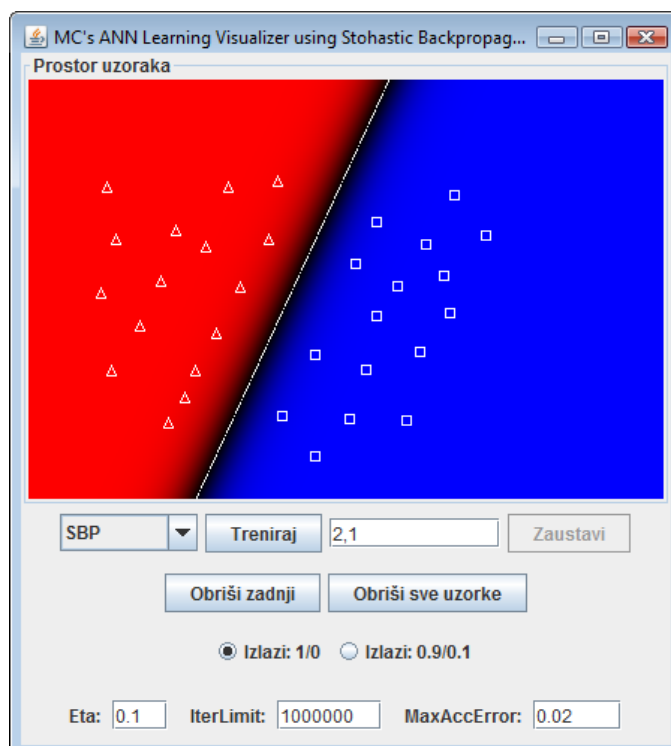 MC's ANN Learning Visualizer using Stohastic Backpropag...
Prostor uzoraka
SBP Treniraj 2,1 Zaustavi
Obriši zadnji Obriši sve uzorke
Izlazi: 1/0 Izlazi: 0.9/0.1
Eta: 0.1 IterLimit: 1000000 MaxAccError: 0.02